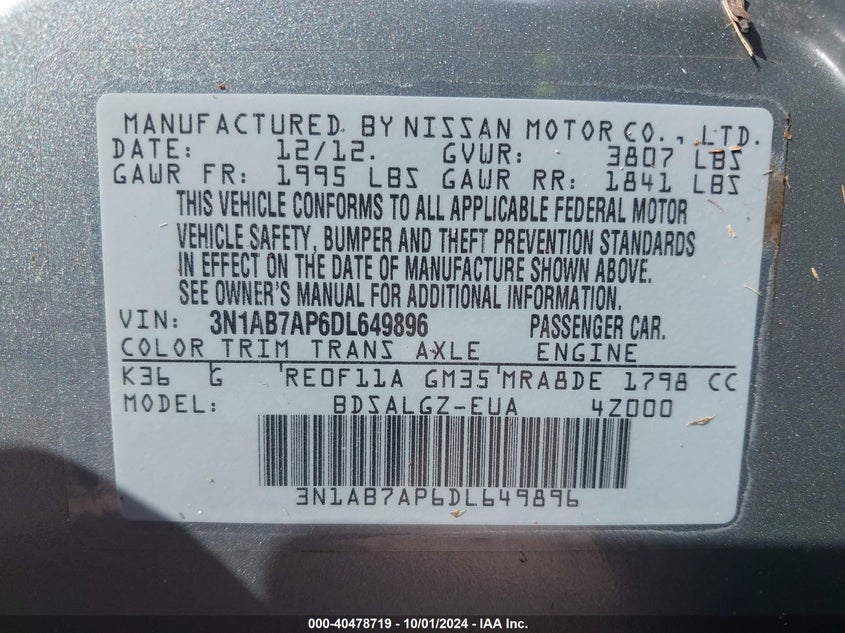 MANUFACTURED BY NISSAN MOTOR CO., LTD.
DATE: 12/12. GVWR: 3807 LBS
GAWR FR: 1995 LBS GAWR RR: 1841 LBS
THIS VEHICLE CONFORMS TO ALL APPLICABLE FEDERAL MOTOR
VEHICLE SAFETY, BUMPER AND THEFT PREVENTION STANDARDS
IN EFFECT ON THE DATE OF MANUFACTURE SHOWN ABOVE.
SEE OWNER'S MANUAL FOR ADDITIONAL INFORMATION.
VIN: 3N1AB7AP6DL649896 PASSENGER CAR.
COLOR TRIM TRANS AXLE ENGINE
K36 G RE0F11A GM35 MRA8DE 1798 CC
MODEL: BDSALGZ-EUA 4Z000
3N1AB7AP6DL649896
000-40478719 - 10/01/2024 - IAA Inc.